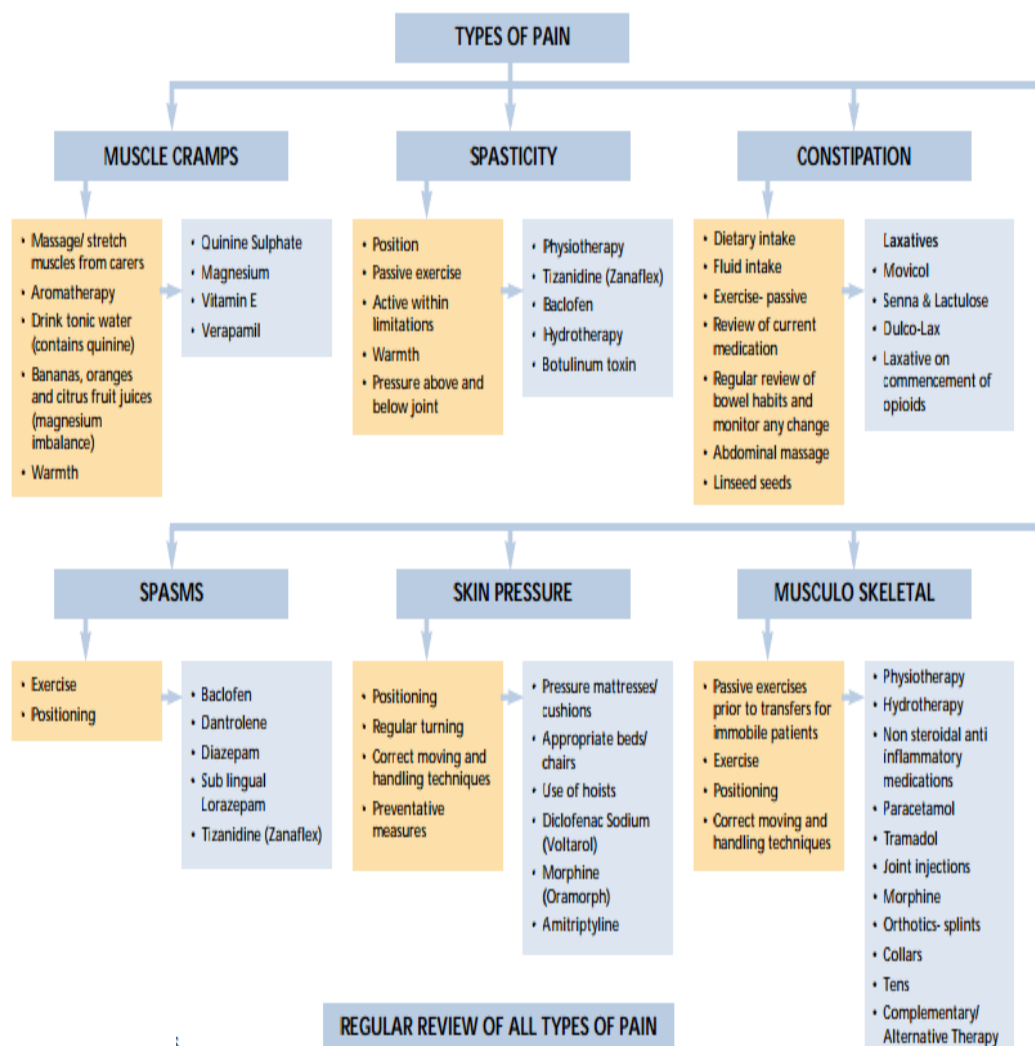 TYPES OF PAIN
MUSCLE CRAMPS
• Massage/ stretch
muscles from carers
• Aromatherapy
• Drink tonic water
(contains quinine)
• Bananas, oranges
and citrus fruit juices
(magnesium
imbalance)
• Warmth
• Quinine Sulphate
• Magnesium
• Vitamin E
• Verapamil
SPASTICITY
• Position
• Passive exercise
• Active within
limitations
• Warmth
• Pressure above and
below joint
• Physiotherapy
• Tizanidine (Zanaflex)
• Baclofen
• Hydrotherapy
• Botulinum toxin
CONSTIPATION
• Dietary intake
• Fluid intake
• Exercise- passive
• Review of current
medication
• Regular review of
bowel habits and
monitor any change
• Abdominal massage
• Linseed seeds
Laxatives
• Movicol
• Senna & Lactulose
• Dulco-Lax
• Laxative on
commencement of
opioids
SPASMS
• Exercise
• Positioning
• Baclofen
• Dantrolene
• Diazepam
• Sub lingual
Lorazepam
• Tizanidine (Zanaflex)
SKIN PRESSURE
• Positioning
• Regular turning
• Correct moving and
handling techniques
• Preventative
measures
• Pressure mattresses/
cushions
• Appropriate beds/
chairs
• Use of hoists
• Diclofenac Sodium
(Voltarol)
• Morphine
(Oramorph)
• Amitriptyline
MUSCULO SKELETAL
• Passive exercises
prior to transfers for
immobile patients
• Exercise
• Positioning
• Correct moving and
handling techniques
• Physiotherapy
• Hydrotherapy
• Non steroidal anti
inflammatory
medications
• Paracetamol
• Tramadol
• Joint injections
• Morphine
• Orthotics- splints
• Collars
• Tens
• Complementary/
Alternative Therapy
REGULAR REVIEW OF ALL TYPES OF PAIN